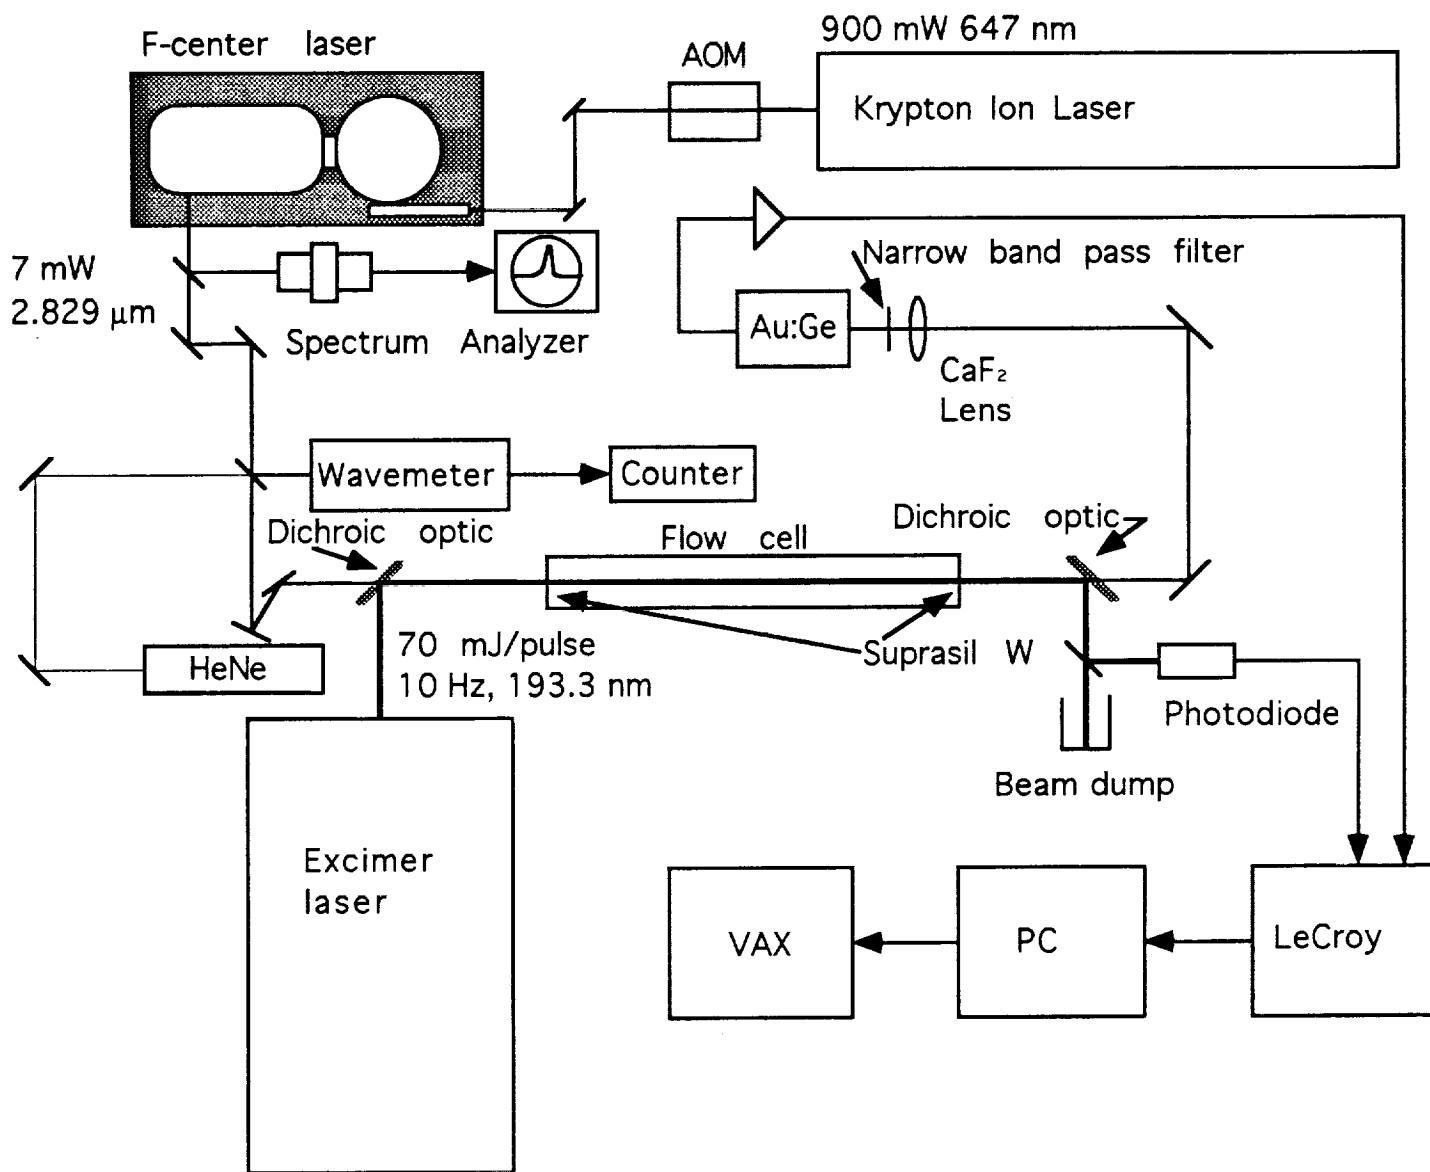 F-center laser
900 mW 647 nm
AOM
Krypton Ion Laser
Narrow band pass filter
7 mW
2.829 μm
Spectrum Analyzer
Au:Ge
CaF₂
Lens
Wavemeter
Counter
Dichroic optic
Dichroic optic
Flow cell
70 mJ/pulse
10 Hz, 193.3 nm
Suprasil W
HeNe
Photodiode
Beam dump
Excimer
laser
VAX
PC
LeCroy